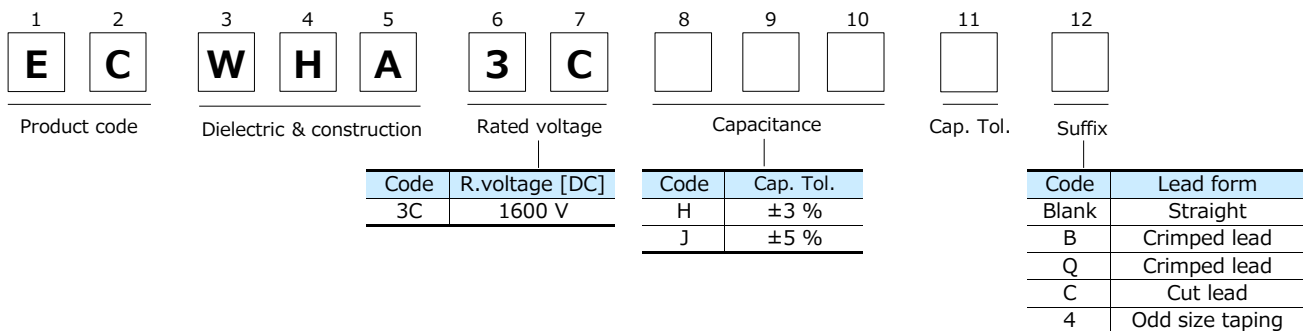 1 2 3 4 5 6 7 8 9 10 11 12
E C W H A 3 C
Product code Dielectric & construction Rated voltage Capacitance Cap. Tol. Suffix
Code R.voltage [DC] Code Cap. Tol. Code Lead form
3C 1600 V H ±3 % Blank Straight
J ±5 % B Crimped lead
Q Crimped lead
C Cut lead
4 Odd size taping